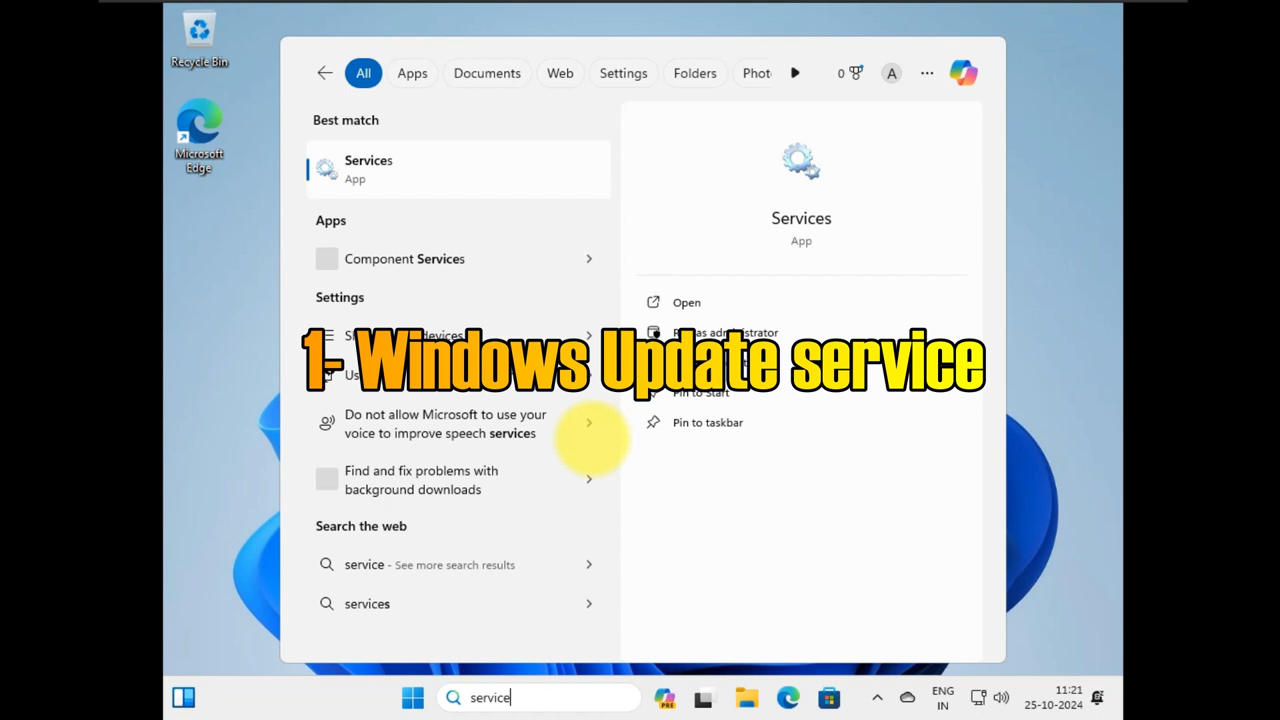 Recycle Bin
Microsoft
Edge
All
Apps
Documents
Web
Settings
Folders
0
A
Best match
Services
App
Apps
Component Services
Settings
Do not allow Microsoft to use your
voice to improve speech services
Find and fix problems with
background downloads
Search the web
service - See more search results
services
Services
App
Open
Pin to taskbar
1- Windows Update service
service
PRE
ENG
IN
11:21
25-10-2024